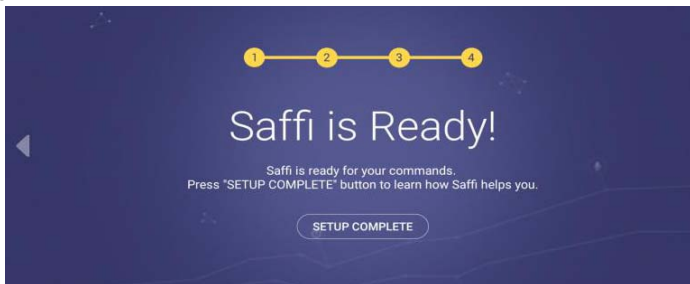 1 2 3 4
Saffi is Ready!
Saffi is ready for your commands.
Press "SETUP COMPLETE" button to learn how Saffi helps you.
SETUP COMPLETE